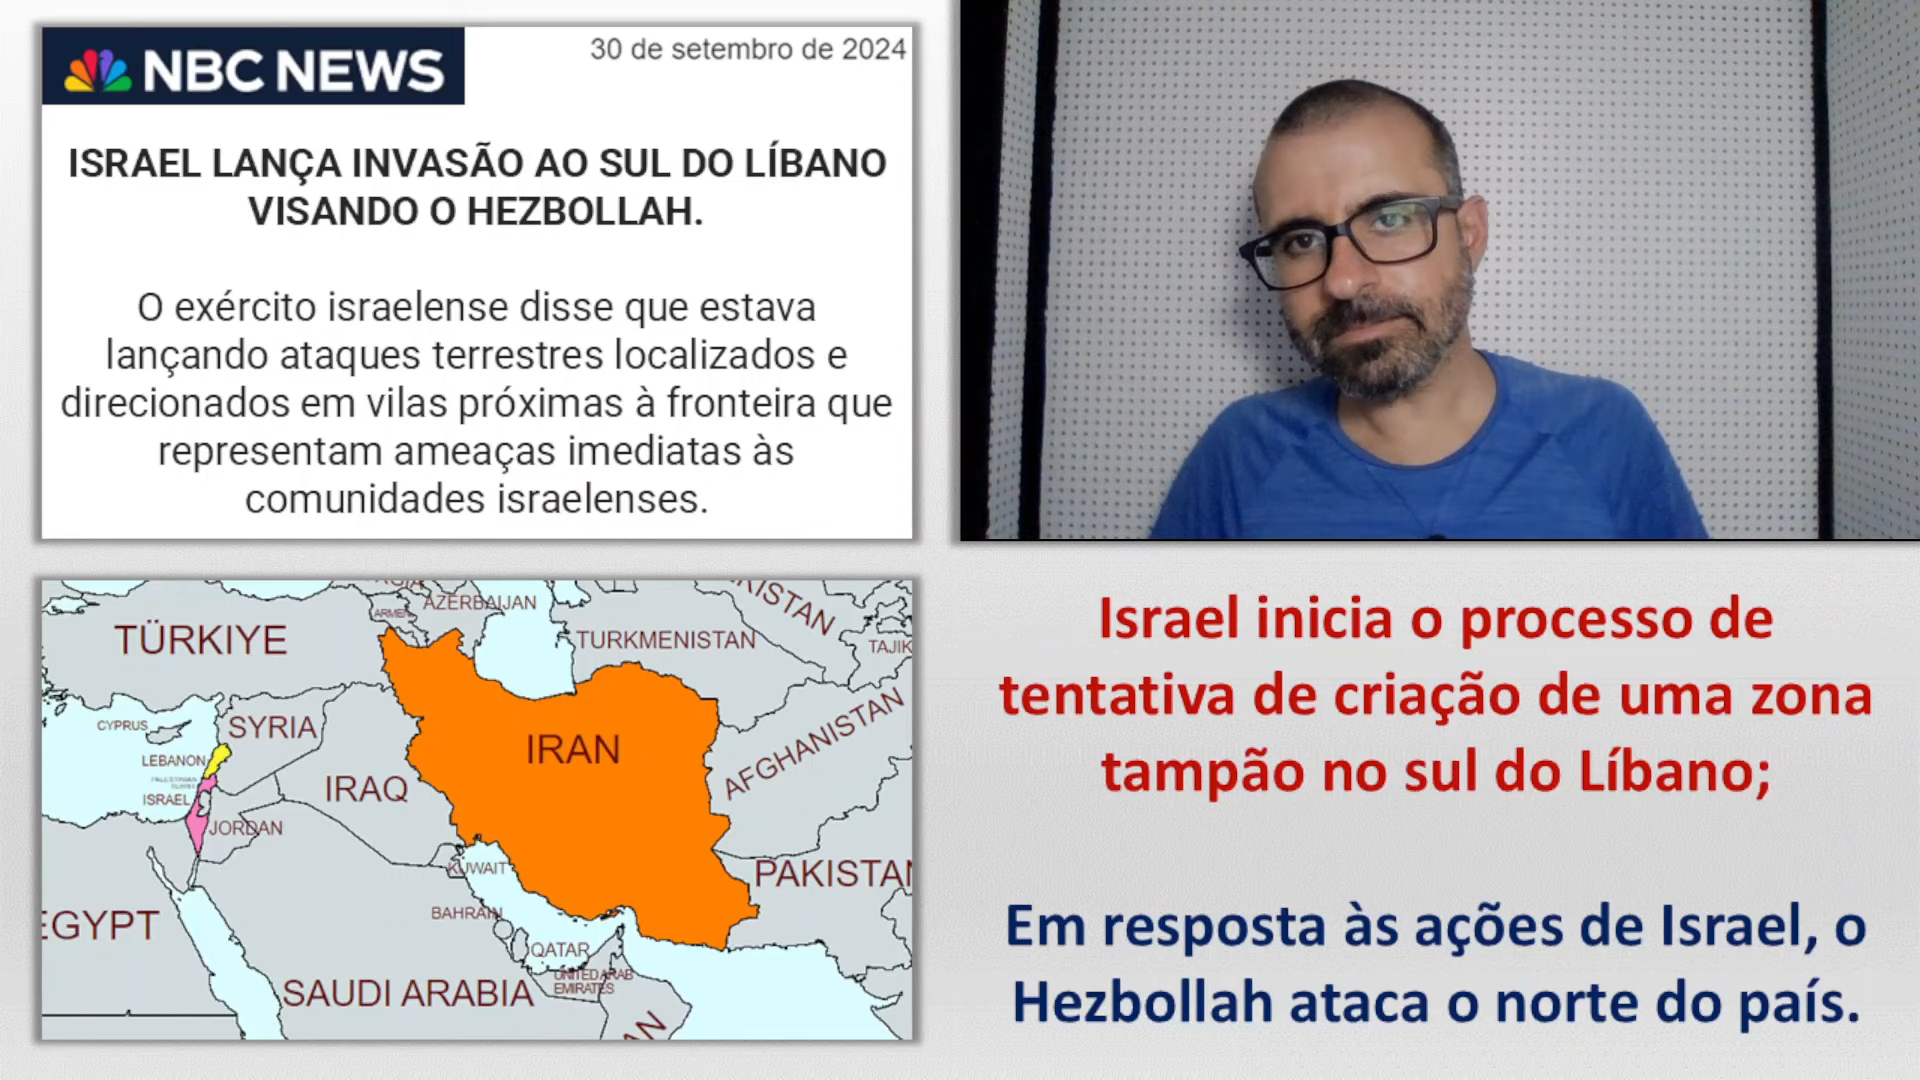 NBC NEWS
30 de setembro de 2024
ISRAEL LANÇA INVASÃO AO SUL DO LÍBANO
VISANDO O HEZBOLLAH.
O exército israelense disse que estava
lançando ataques terrestres localizados e
direcionados em vilas próximas à fronteira que
representam ameaças imediatas às
comunidades israelenses.
Israel inicia o processo de
tentativa de criação de uma zona
tampão no sul do Líbano;
Em resposta às ações de Israel, o
Hezbollah ataca o norte do país.
AZERBAIJAN
TÜRKIYE
TURKMENISTAN
TAJIK
CYPRUS
SYRIA
AFGHANISTAN
IRAN
LEBANON
IRAQ
ISRAEL
JORDAN
KUWAIT
PAKISTAN
BAHRAIN
EGYPT
QATAR
UNITED ARAB
EMIRATES
SAUDI ARABIA